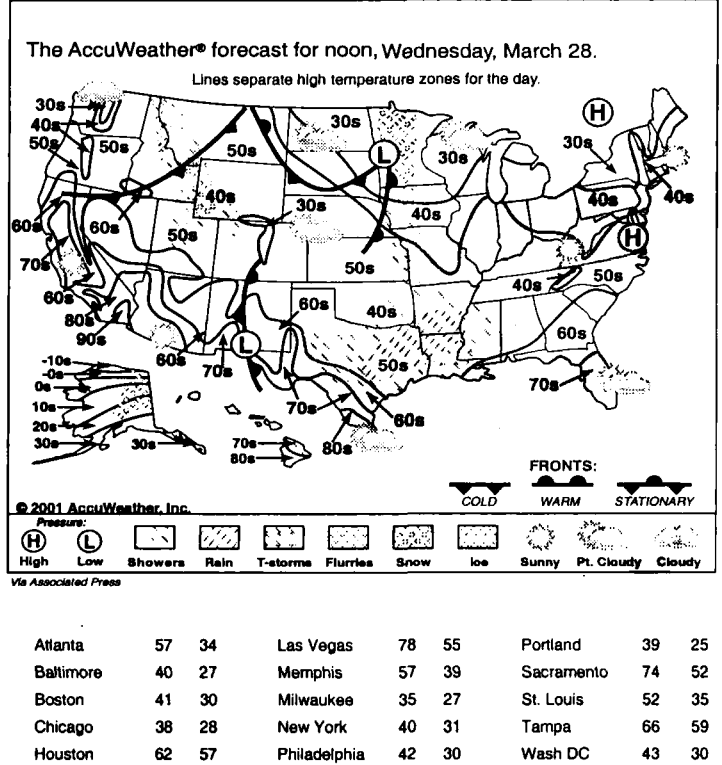 The AccuWeather® forecast for noon, Wednesday, March 28.
Lines separate high temperature zones for the day.
30s
40s
50s
50s
50s
30s
30s
H
30s
L
40s
40s
40s
40s
30s
60s
60s
50s
H
70s
50s
40s
50s
60s
60s
40s
80s
60s
90s
60s
70s
L
50s
70s
-10s
-0s
0s
10s
20s
30s
30s
70s
80s
70s
60s
80s
FRONTS:
COLD WARM STATIONARY
© 2001 AccuWeather, Inc.
Pressure:
H L
High Low Showers Rain T-storms Flurries Snow Ice Sunny Pt. Cloudy Cloudy
Via Associated Press
Atlanta 57 34 Las Vegas 78 55 Portland 39 25
Baltimore 40 27 Memphis 57 39 Sacramento 74 52
Boston 41 30 Milwaukee 35 27 St. Louis 52 35
Chicago 38 28 New York 40 31 Tampa 66 59
Houston 62 57 Philadelphia 42 30 Wash DC 43 30